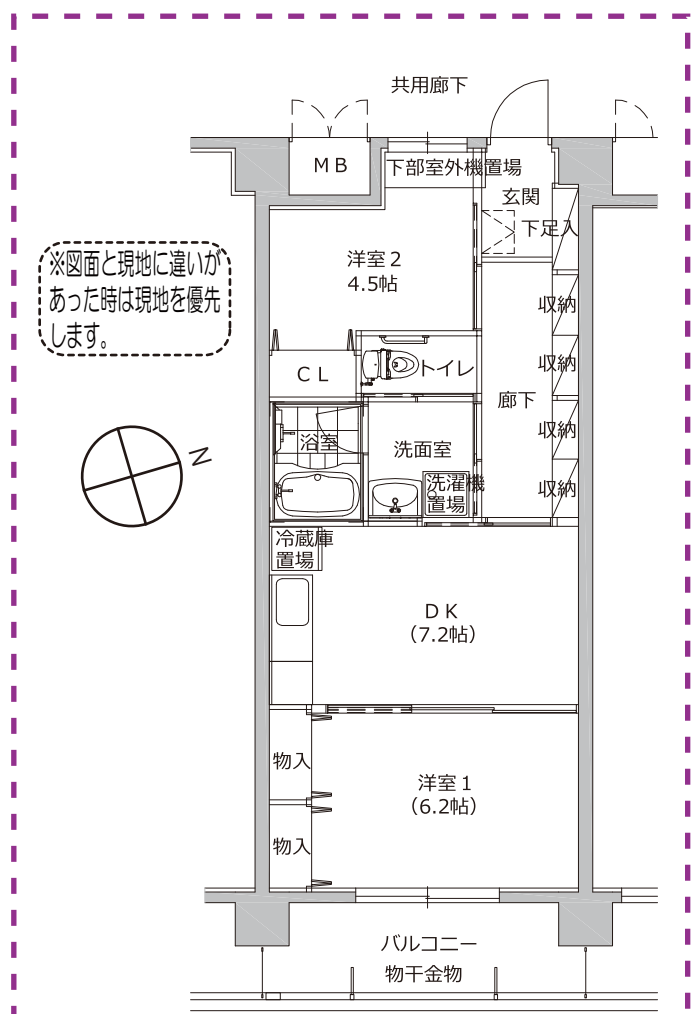 共用廊下
MB
下部室外機置場
玄関
下足入
※図面と現地に違いが
あった時は現地を優先
します。
洋室2
4.5帖
収納
収納
収納
収納
CL
トイレ
廊下
浴室
洗面室
洗濯機
置場
N
冷蔵庫
置場
DK
(7.2帖)
物入
洋室1
(6.2帖)
物入
バルコニー
物干金物